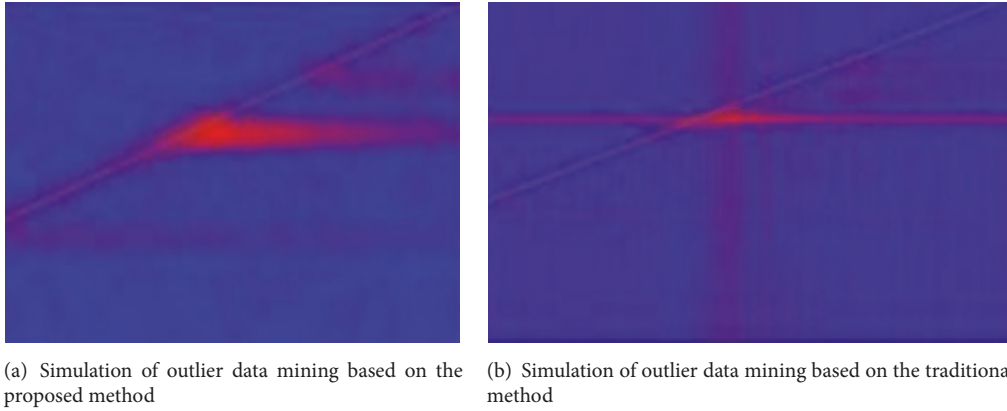 (a) Simulation of outlier data mining based on the
proposed method
(b) Simulation of outlier data mining based on the traditiona
method